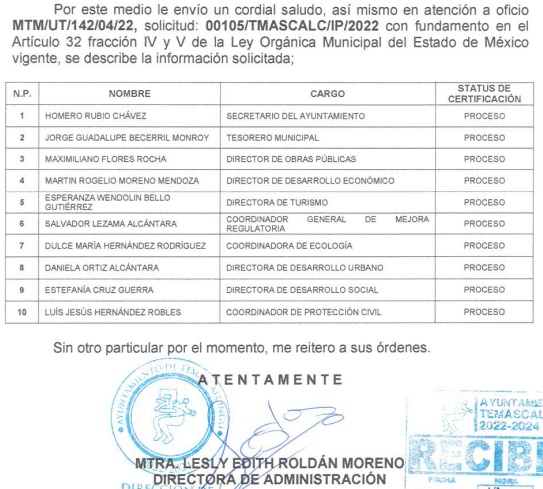 Por este medio le envío un cordial saludo, así mismo en atención a oficio
MTM/UT/142/04/22, solicitud: 00105/TMASCALC/IP/2022 con fundamento en el
Artículo 32 fracción IV y V de la Ley Orgánica Municipal del Estado de México
vigente, se describe la información solicitada;
N.P. NOMBRE CARGO STATUS DE CERTIFICACIÓN
1 HOMERO RUBIO CHÁVEZ SECRETARIO DEL AYUNTAMIENTO PROCESO
2 JORGE GUADALUPE BECERRIL MONROY TESORERO MUNICIPAL PROCESO
3 MAXIMILIANO FLORES ROCHA DIRECTOR DE OBRAS PÚBLICAS PROCESO
4 MARTIN ROGELIO MORENO MENDOZA DIRECTOR DE DESARROLLO ECONÓMICO PROCESO
5 ESPERANZA WENDOLIN BELLO GUTIÉRREZ DIRECTORA DE TURISMO PROCESO
6 SALVADOR LEZAMA ALCÁNTARA COORDINADOR GENERAL DE MEJORA REGULATORIA PROCESO
7 DULCE MARÍA HERNÁNDEZ RODRÍGUEZ COORDINADORA DE ECOLOGÍA PROCESO
8 DANIELA ORTIZ ALCÁNTARA DIRECTORA DE DESARROLLO URBANO PROCESO
9 ESTEFANÍA CRUZ GUERRA DIRECTORA DE DESARROLLO SOCIAL PROCESO
10 LUÍS JESÚS HERNÁNDEZ ROBLES COORDINADOR DE PROTECCIÓN CIVIL PROCESO
Sin otro particular por el momento, me reitero a sus órdenes.
ATENTAMENTE
AYUNTAMIE
TEMASCAL
2022-2024
RECIBI
FECHA HORA
MTRA. LESLY EDITH ROLDÁN MORENO
DIRECTORA DE ADMINISTRACIÓN